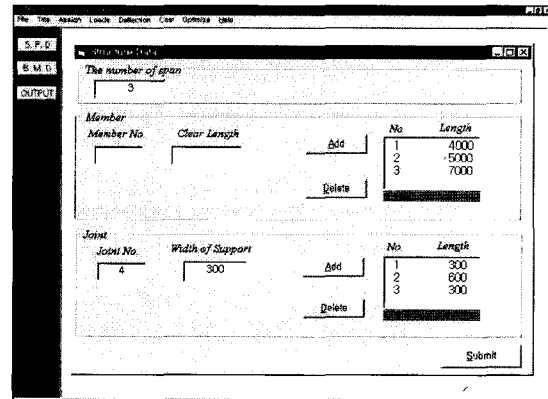 File Title Assign Loads Deflection Cost Optimize Help
S. F. D
B. M. D
OUTPUT
Structure Data
The number of span
3
Member
Member No. Clear Length
Add
Delete
No. Length
1 4000
2 5000
3 7000
Joint
Joint No. Width of Support
4 300
Add
Delete
No. Length
1 300
2 600
3 300
Submit